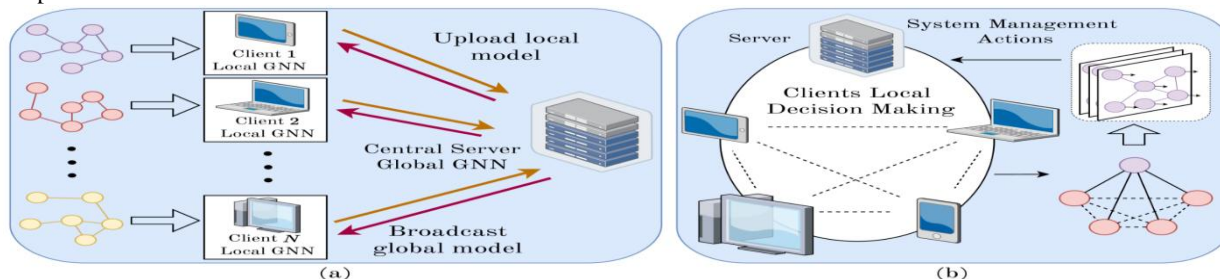 Client 1
Local GNN
Client 2
Local GNN
Client N
Local GNN
Upload local
model
Central Server
Global GNN
Broadcast
global model
(a)
Server
System Management
Actions
Clients Local
Decision Making
(b)